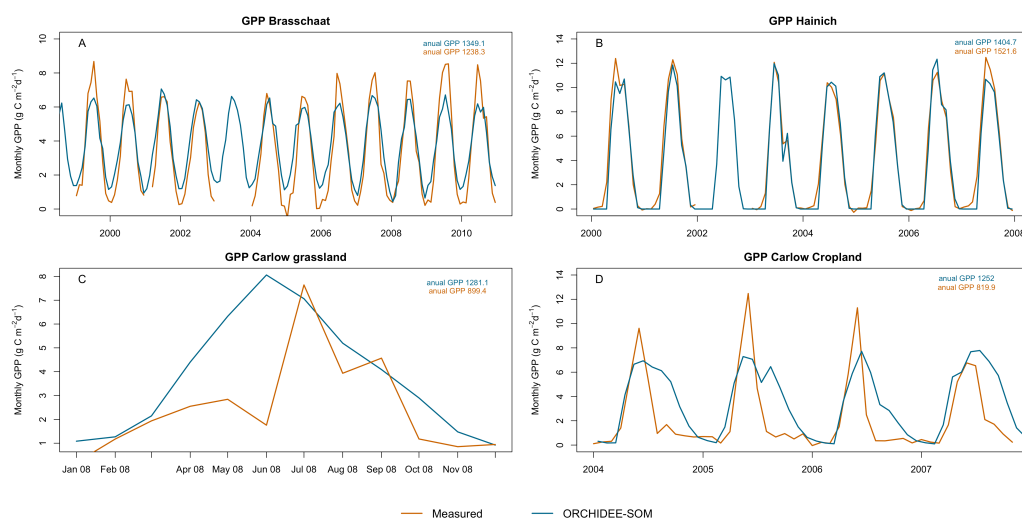 GPP Brasschaat
A
anual GPP 1349.1
anual GPP 1238.3
Monthly GPP (g C m−2d−1)
10
8
6
4
2
0
2000 2002 2004 2006 2008 2010
GPP Hainich
B
anual GPP 1404.7
anual GPP 1521.6
Monthly GPP (g C m−2d−1)
14
12
10
8
6
4
2
0
2000 2002 2004 2006 2008
GPP Carlow grassland
C
anual GPP 1281.1
anual GPP 899.4
Monthly GPP (g C m−2d−1)
8
7
6
5
4
3
2
1
Jan 08 Feb 08 Apr 08 May 08 Jun 08 Jul 08 Aug 08 Sep 08 Oct 08 Nov 08
GPP Carlow Cropland
D
anual GPP 1252
anual GPP 819.9
Monthly GPP (g C m−2d−1)
14
12
10
8
6
4
2
0
2004 2005 2006 2007
Measured ORCHIDEE-SOM